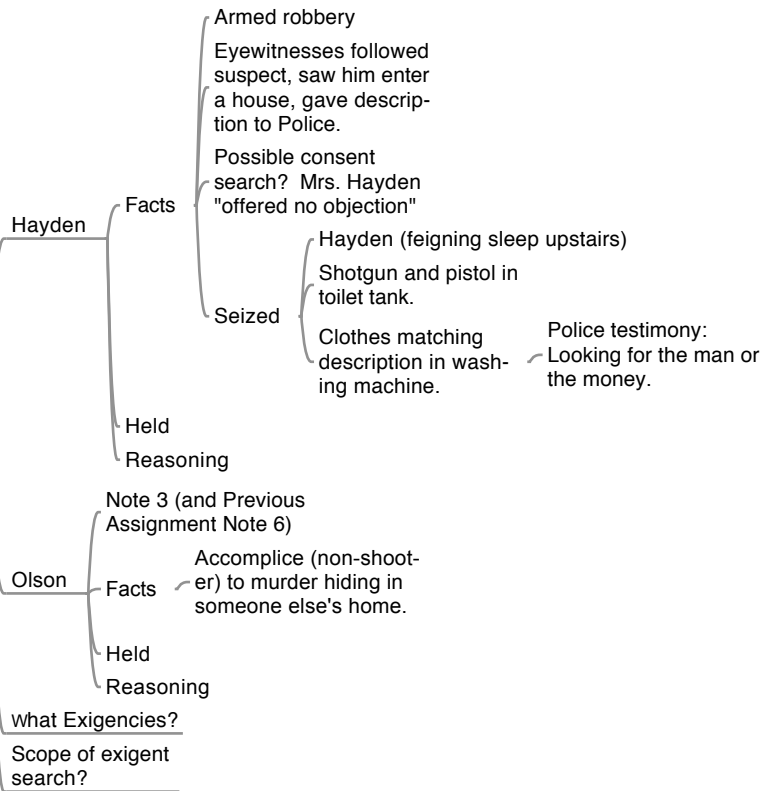 Hayden
Facts
Armed robbery
Eyewitnesses followed
suspect, saw him enter
a house, gave descrip-
tion to Police.
Possible consent
search? Mrs. Hayden
"offered no objection"
Seized
Hayden (feigning sleep upstairs)
Shotgun and pistol in
toilet tank.
Clothes matching
description in wash-
ing machine.
Police testimony:
Looking for the man or
the money.
Held
Reasoning
Olson
Note 3 (and Previous
Assignment Note 6)
Facts
Accomplice (non-shoot-
er) to murder hiding in
someone else's home.
Held
Reasoning
What Exigencies?
Scope of exigent
search?